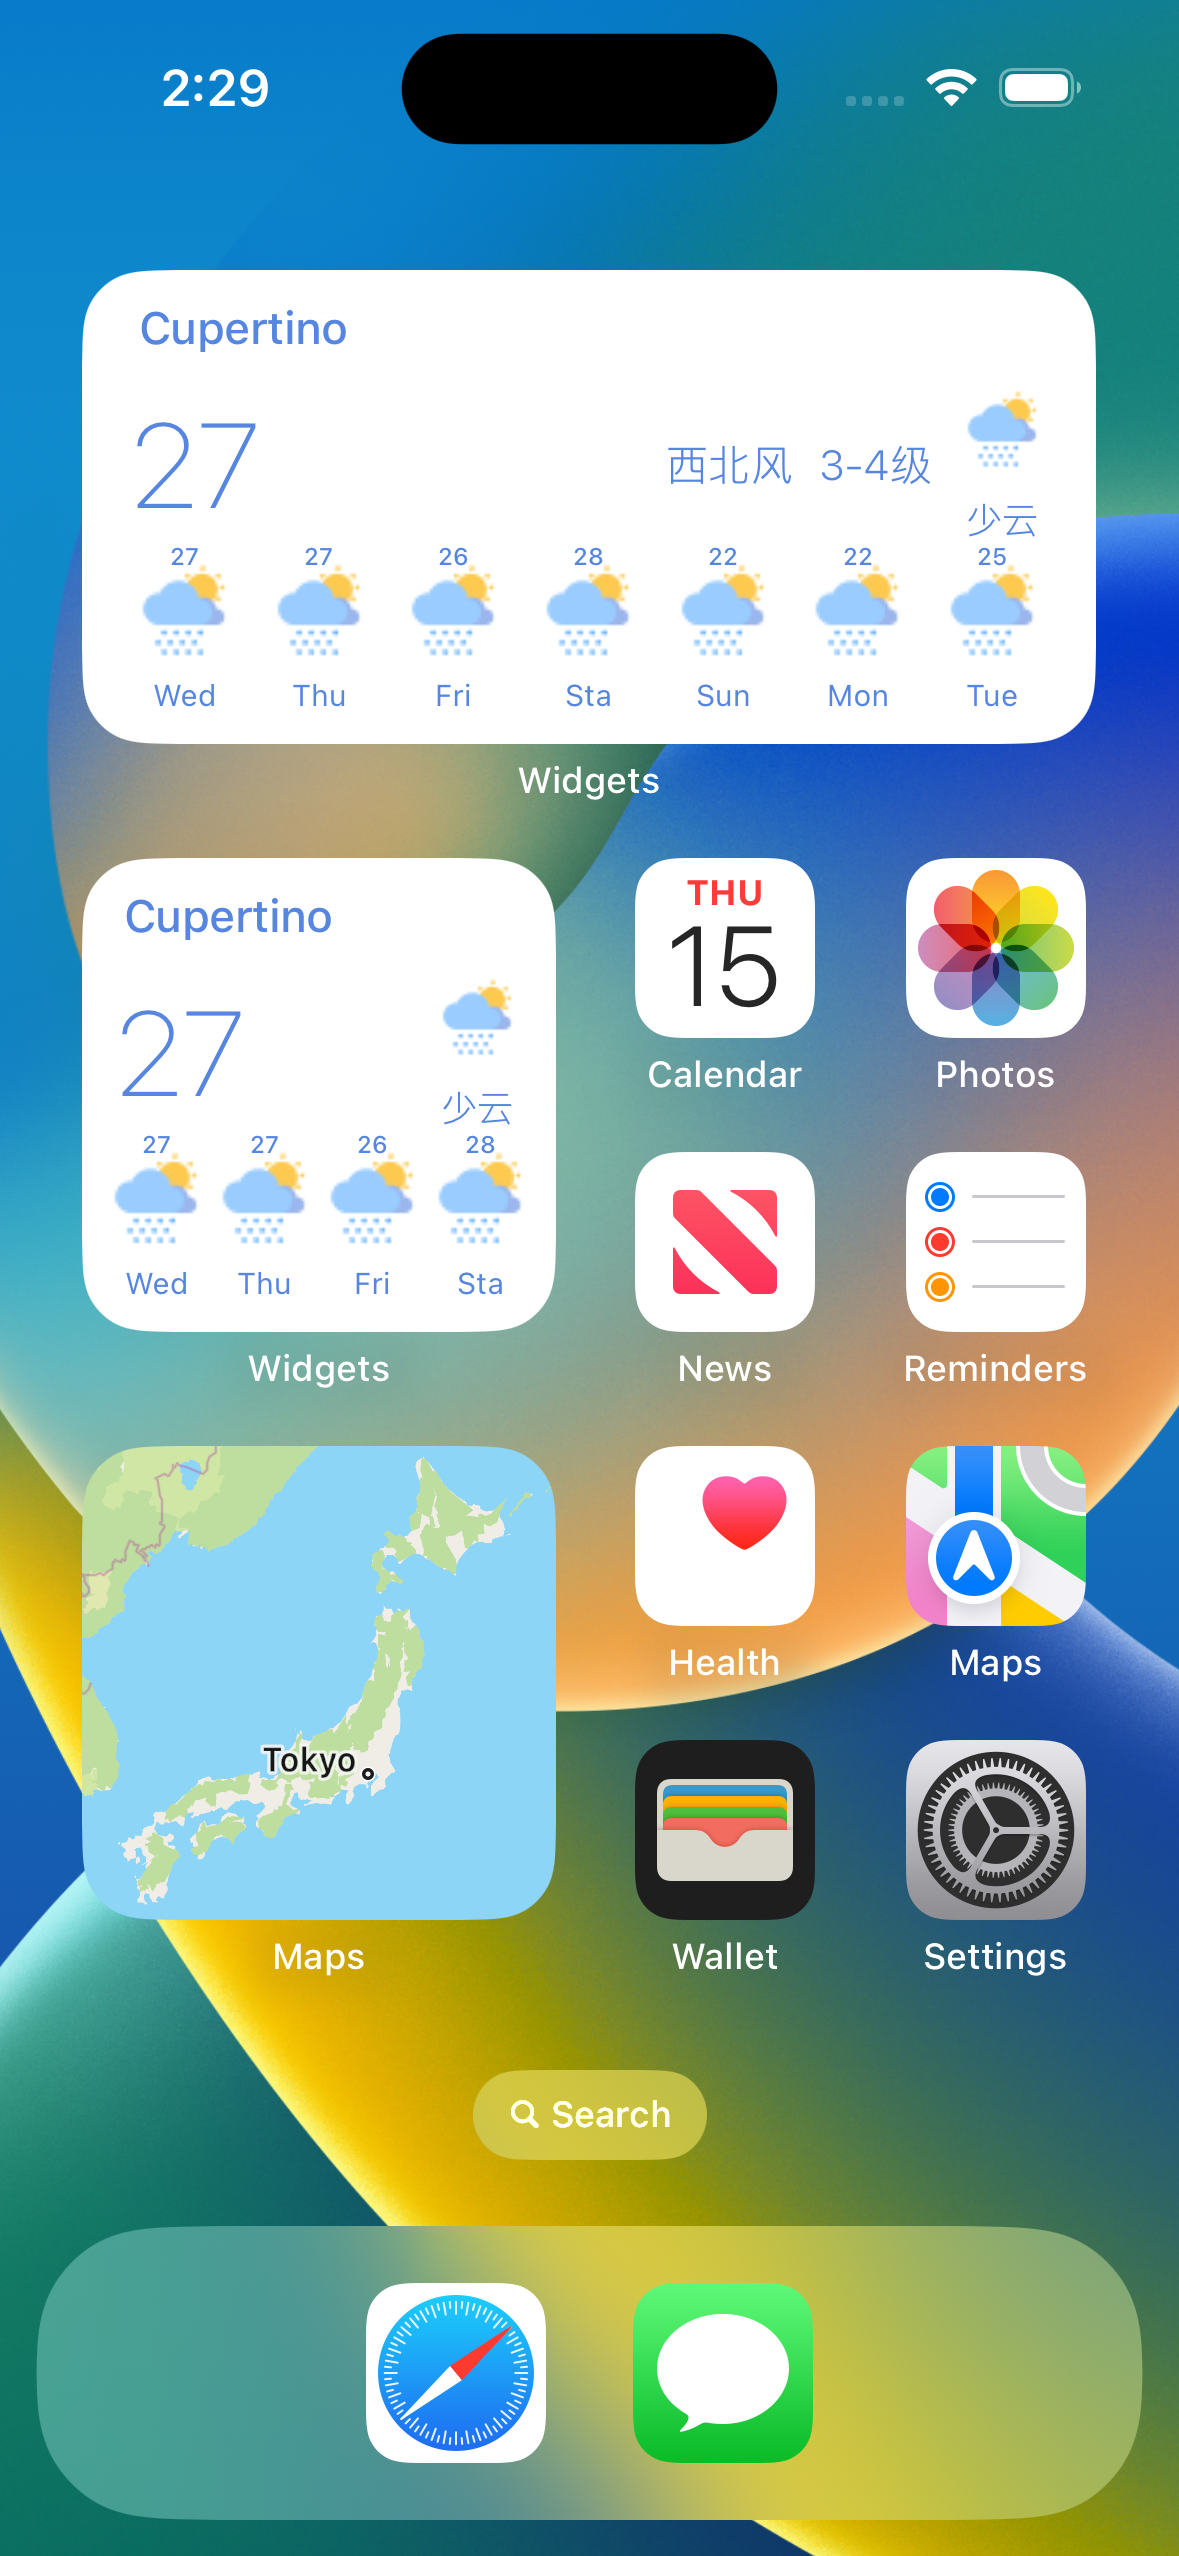 2:29
Cupertino
27
西北风 3-4级
少云
27 27 26 28 22 22 25
Wed Thu Fri Sta Sun Mon Tue
Widgets
Cupertino
27
少云
27 27 26 28
Wed Thu Fri Sta
Widgets
THU
15
Calendar Photos
News Reminders
Tokyo
Maps
Health Maps
Wallet Settings
Search